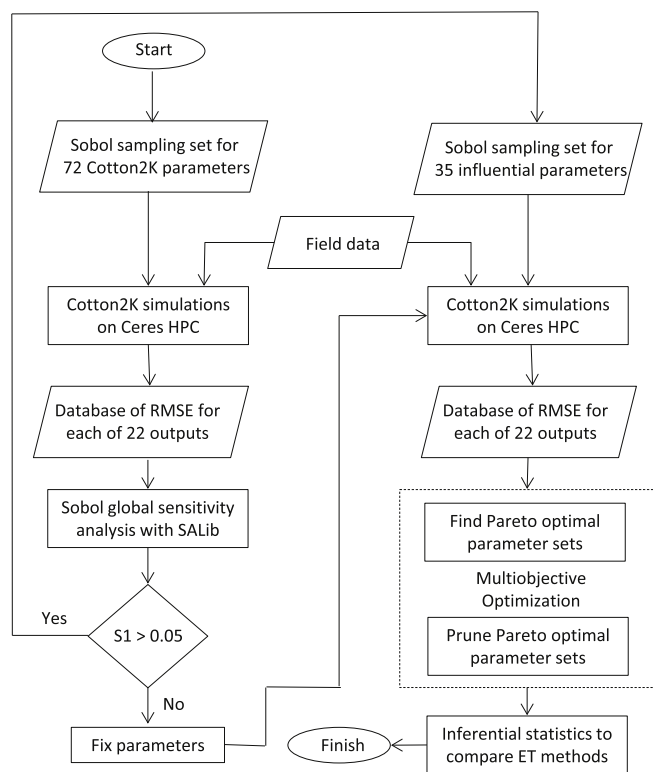 Start
Sobol sampling set for
72 Cotton2K parameters
Sobol sampling set for
35 influential parameters
Field data
Cotton2K simulations
on Ceres HPC
Cotton2K simulations
on Ceres HPC
Database of RMSE for
each of 22 outputs
Database of RMSE for
each of 22 outputs
Sobol global sensitivity
analysis with SALib
Find Pareto optimal
parameter sets
Multiobjective
Optimization
Yes
S1 > 0.05
Prune Pareto optimal
parameter sets
No
Fix parameters
Finish
Inferential statistics to
compare ET methods